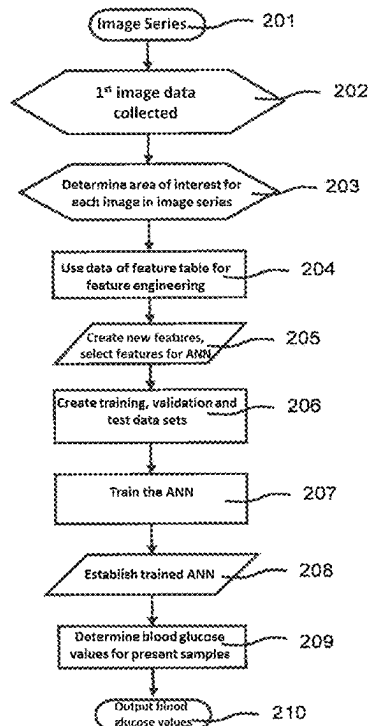 Image Series
201
1st image data
collected
202
Determine area of interest for
each image in image series
203
Use data of feature table for
feature engineering
204
Create new features,
select features for ANN
205
Create training, validation and
test data sets
206
Train the ANN
207
Establish trained ANN
208
Determine blood glucose
values for present samples
209
Output blood
glucose values
210